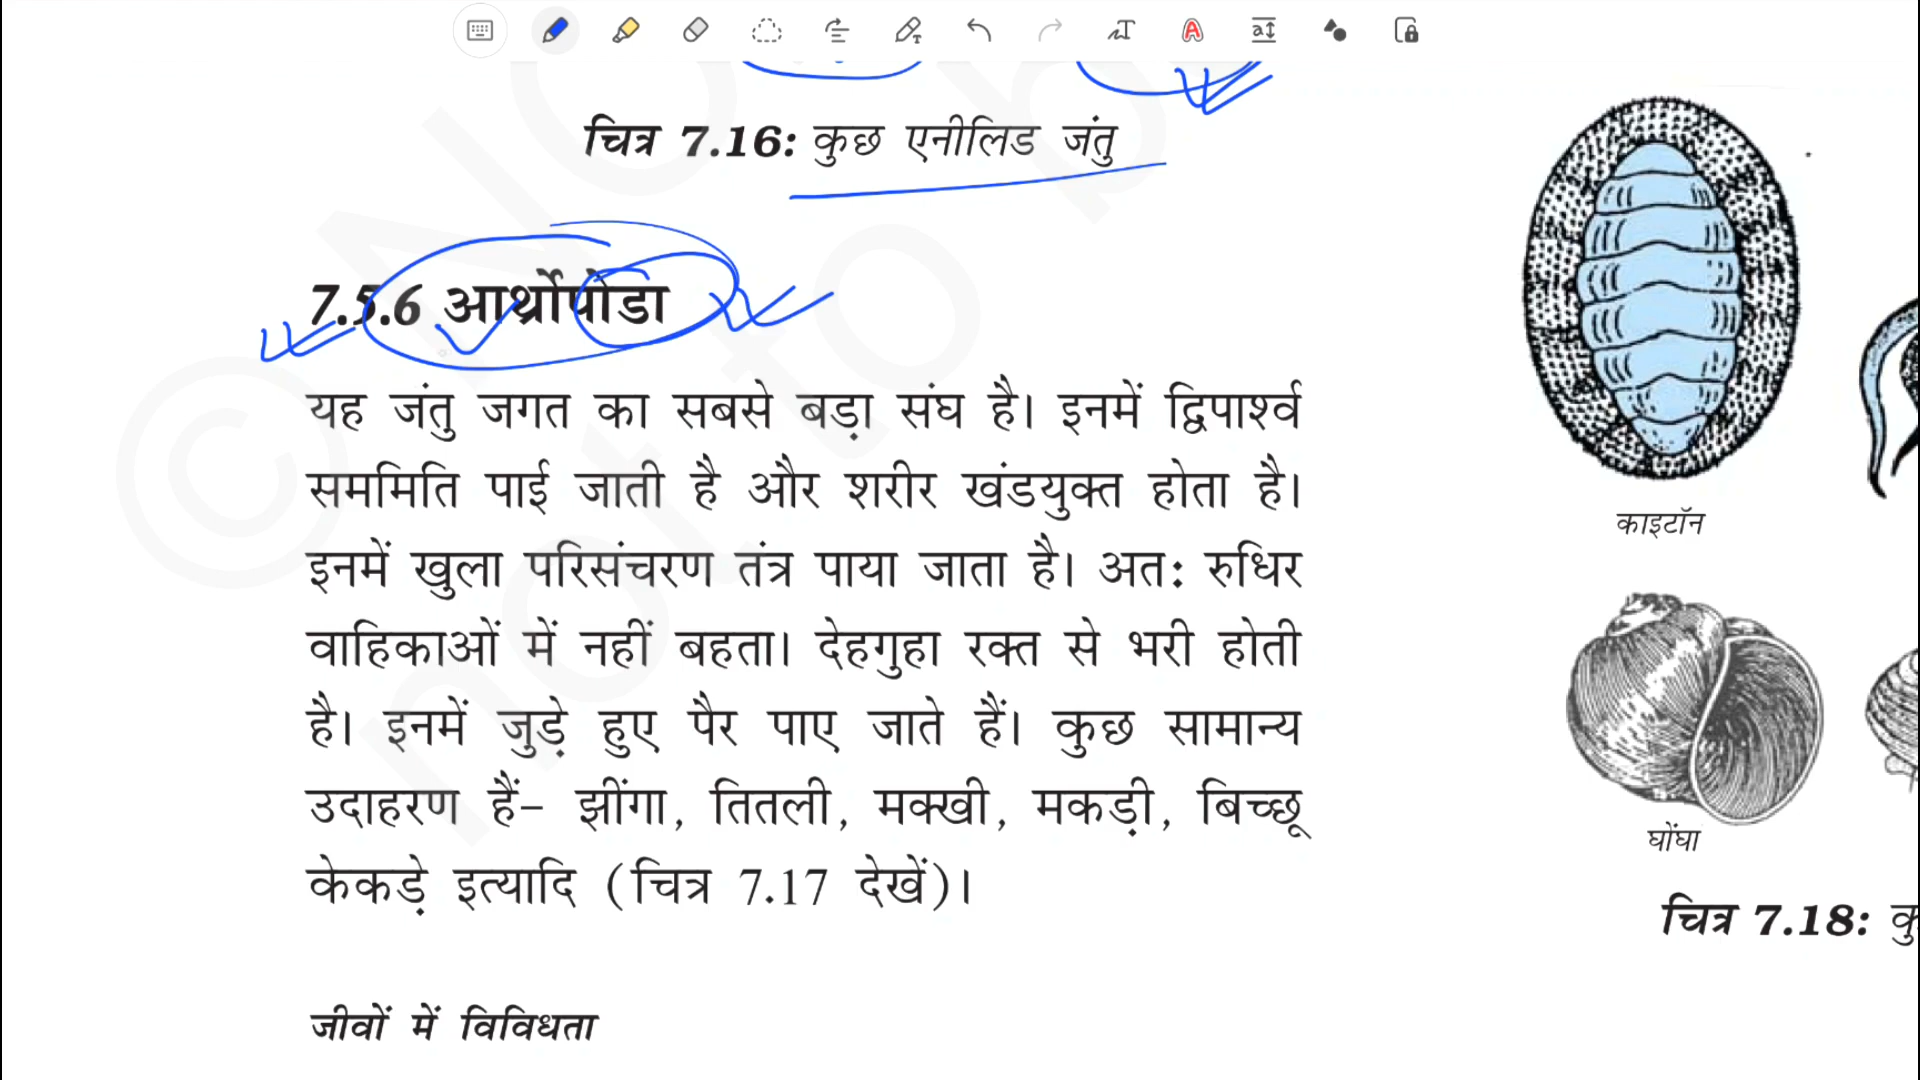 चित्र 7.16: कुछ एनीलिड जंतु
7.5.6 आर्थ्रोपोडा
यह जंतु जगत का सबसे बड़ा संघ है। इनमें द्विपार्श्व
सममिति पाई जाती है और शरीर खंडयुक्त होता है।
इनमें खुला परिसंचरण तंत्र पाया जाता है। अतः रुधिर
वाहिकाओं में नहीं बहता। देहगुहा रक्त से भरी होती
है। इनमें जुड़े हुए पैर पाए जाते हैं। कुछ सामान्य
उदाहरण हैं– झींगा, तितली, मक्खी, मकड़ी, बिच्छू
केकड़े इत्यादि (चित्र 7.17 देखें)।
जीवों में विविधता
काइटॉन
घोंघा
चित्र 7.18:
not to b